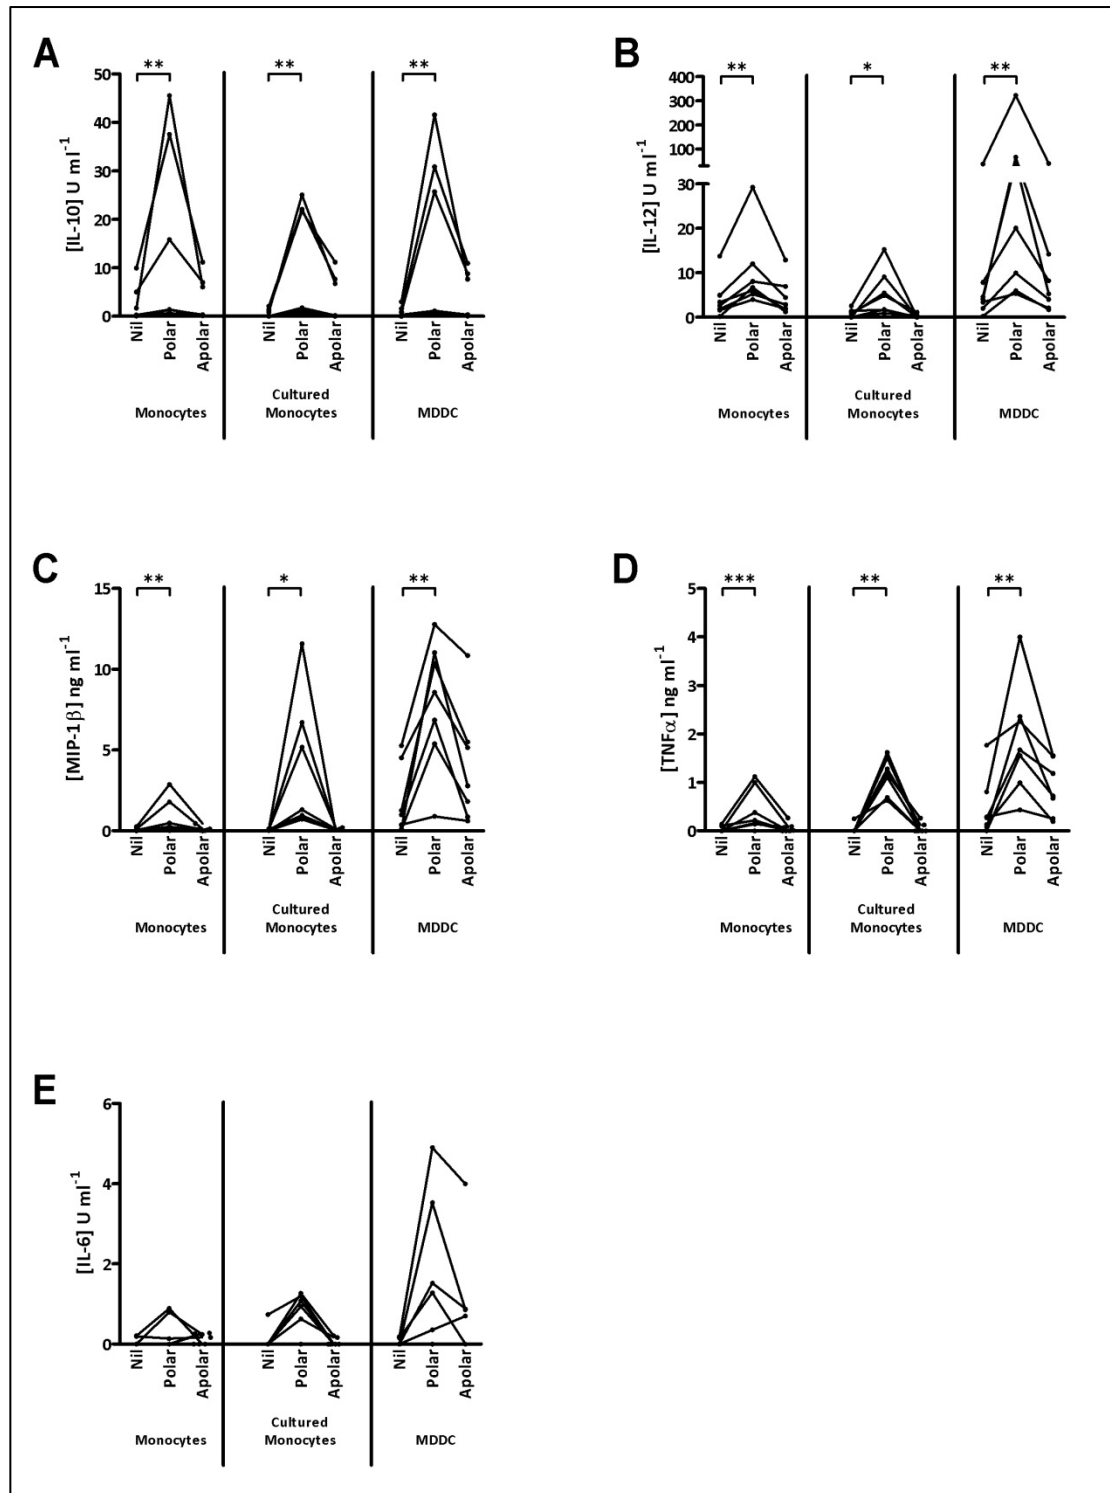 A
** ** **
50
40
30
20
10
0
[IL-10] U ml⁻¹
Nil Polar Apolar Nil Polar Apolar Nil Polar Apolar
Monocytes
Cultured
Monocytes
MDDC
B
** * **
400
300
200
100
30
20
10
0
[IL-12] U ml⁻¹
Nil Polar Apolar Nil Polar Apolar Nil Polar Apolar
Monocytes
Cultured
Monocytes
MDDC
C
** * **
15
10
5
0
[MIP-1β] ng ml⁻¹
Nil Polar Apolar Nil Polar Apolar Nil Polar Apolar
Monocytes
Cultured
Monocytes
MDDC
D
*** ** **
5
4
3
2
1
0
[TNFα] ng ml⁻¹
Nil Polar Apolar Nil Polar Apolar Nil Polar Apolar
Monocytes
Cultured
Monocytes
MDDC
E
6
4
2
0
[IL-6] U ml⁻¹
Nil Polar Apolar Nil Polar Apolar Nil Polar Apolar
Monocytes
Cultured
Monocytes
MDDC